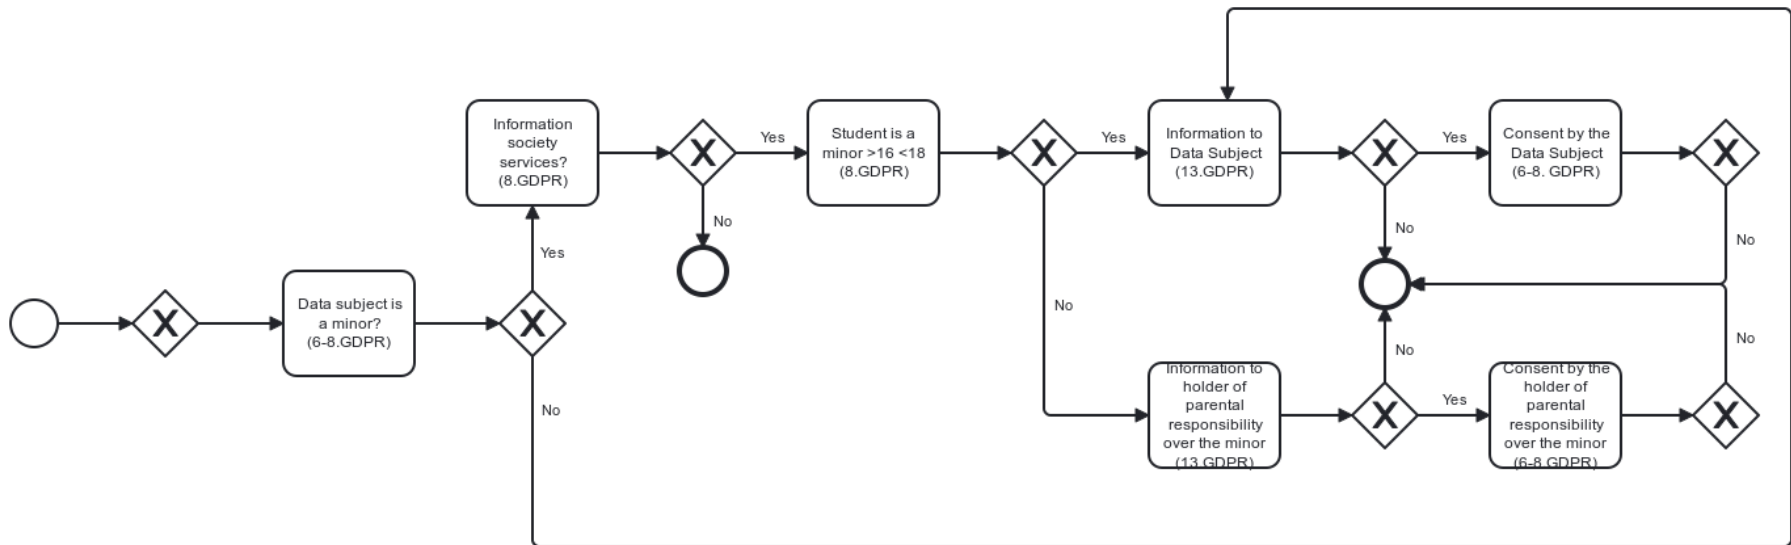 Information
society
services?
(8.GDPR)
Yes
Student is a
minor >16 <18
(8.GDPR)
Yes
Information to
Data Subject
(13.GDPR)
Yes
Consent by the
Data Subject
(6-8. GDPR)
No
No
No
Yes
Data subject is
a minor?
(6-8.GDPR)
No
No
No
No
Information to
holder of
parental
responsibility
over the minor
(13.GDPR)
Yes
Consent by the
holder of
parental
responsibility
over the minor
(6-8.GDPR)